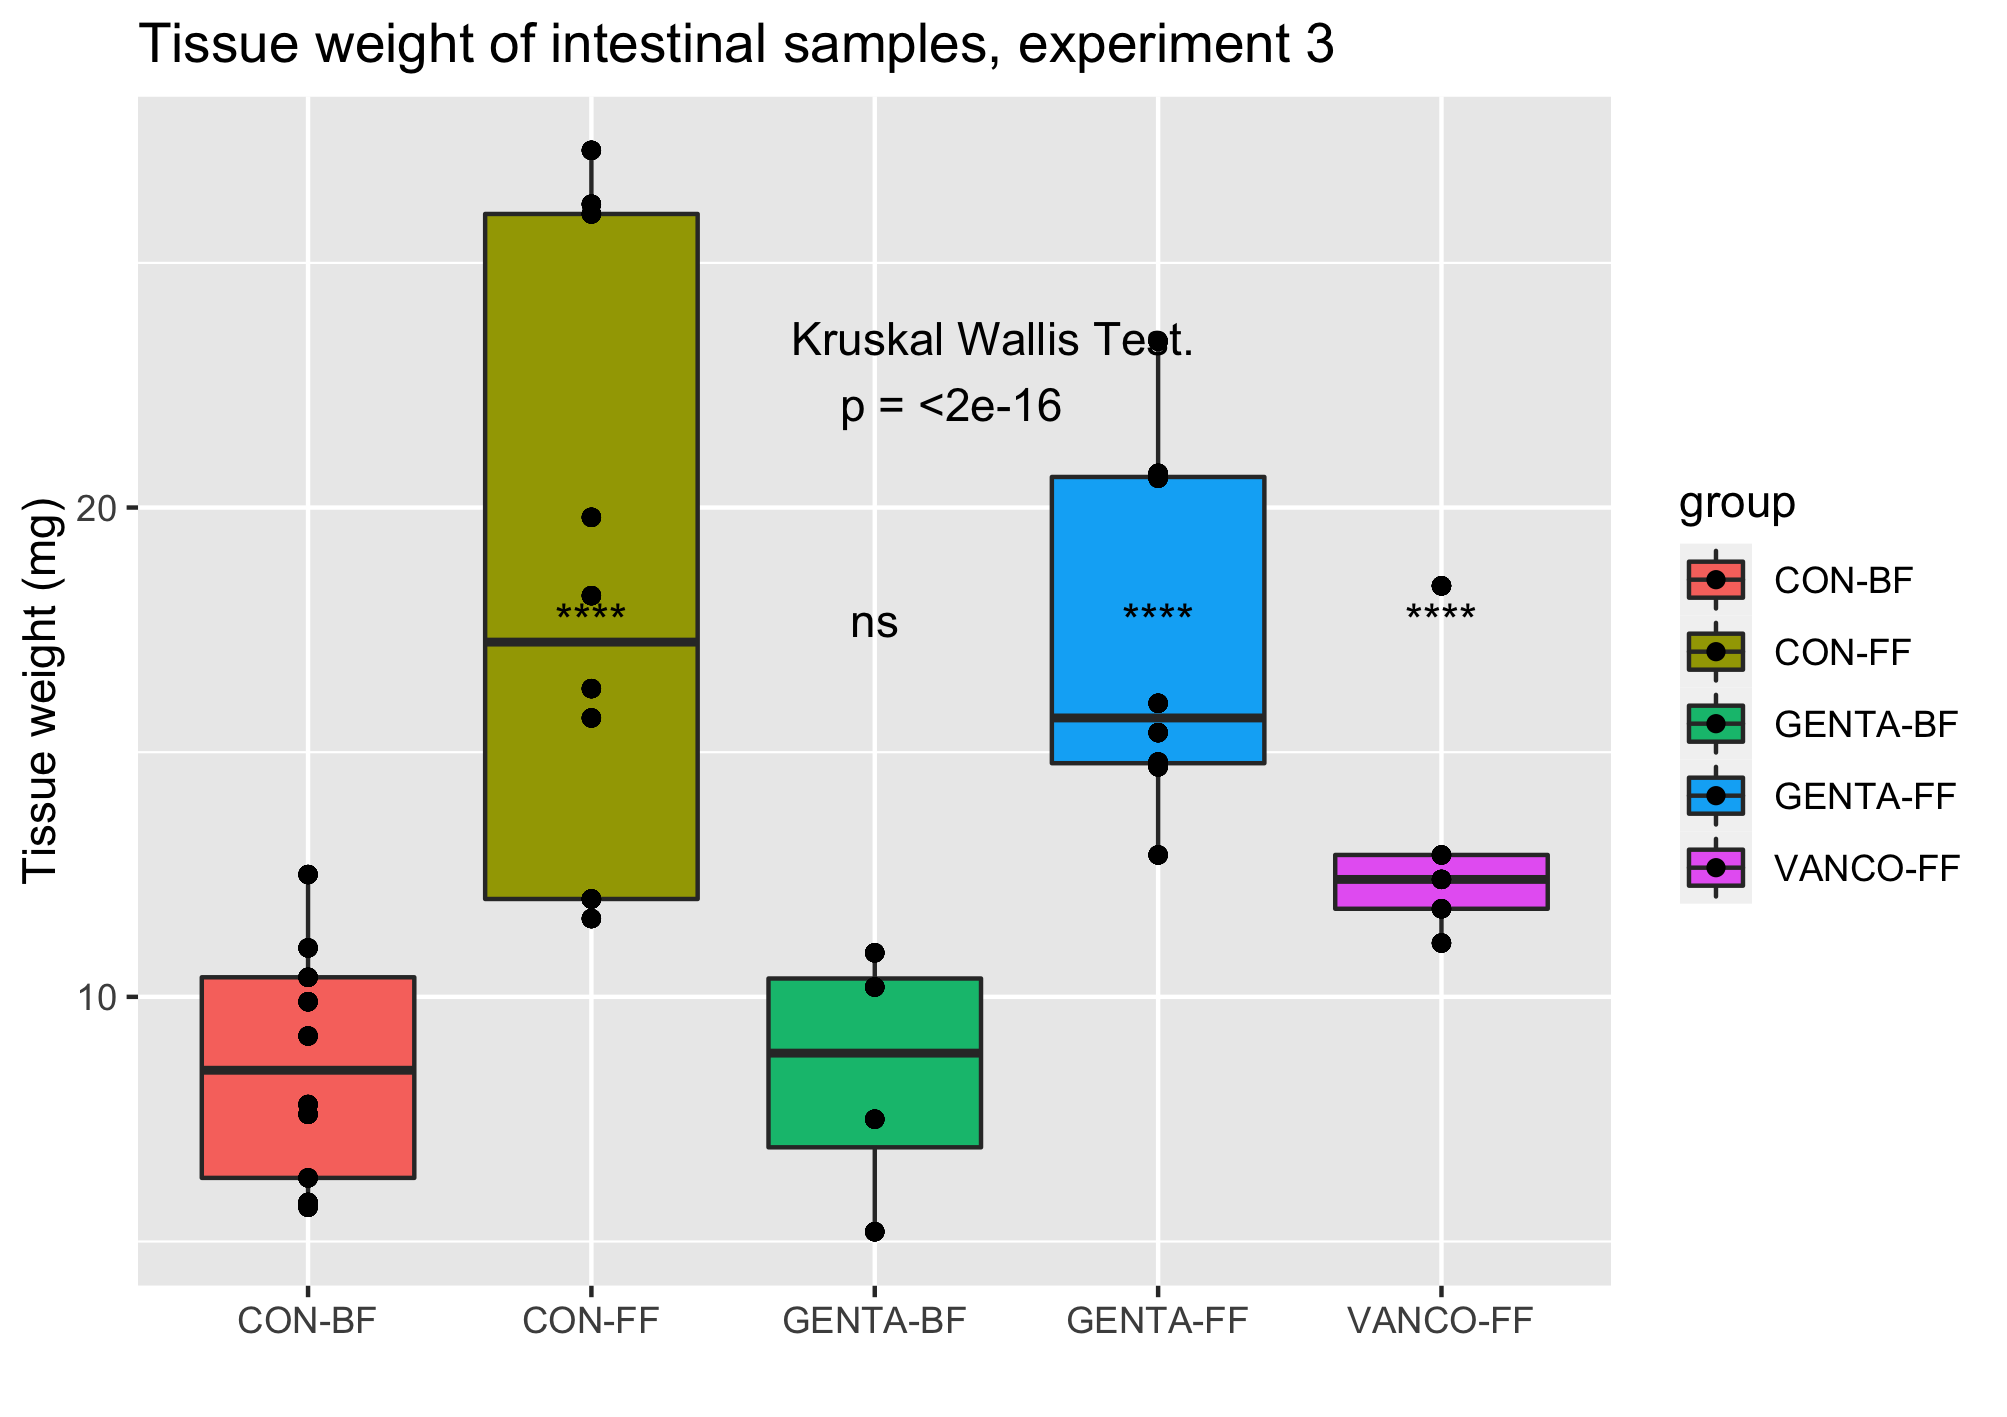 Tissue weight of intestinal samples, experiment 3
Tissue weight (mg)
20
10
Kruskal Wallis Test.
p = <2e-16
****
ns
****
****
CON-BF
CON-FF
GENTA-BF
GENTA-FF
VANCO-FF
group
CON-BF
CON-FF
GENTA-BF
GENTA-FF
VANCO-FF